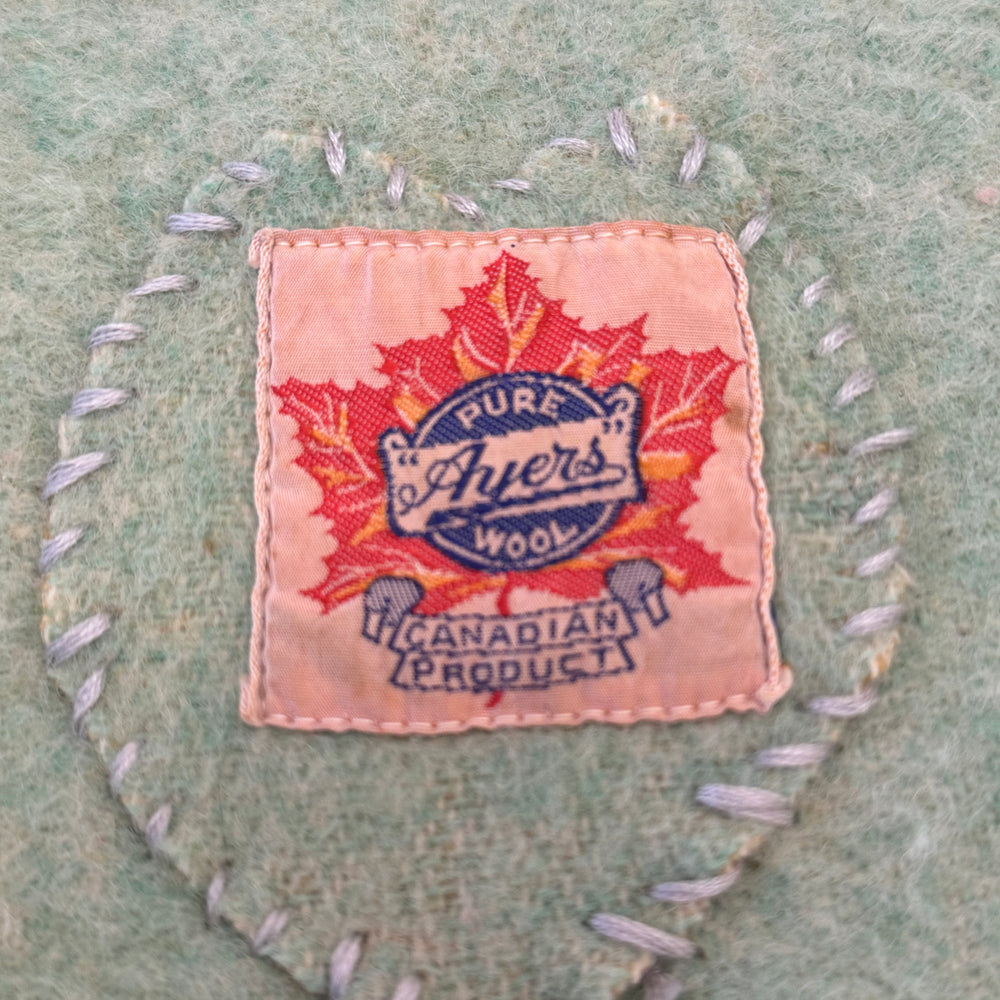 PURE
"Ayers"
WOOL
CANADIAN
PRODUCT